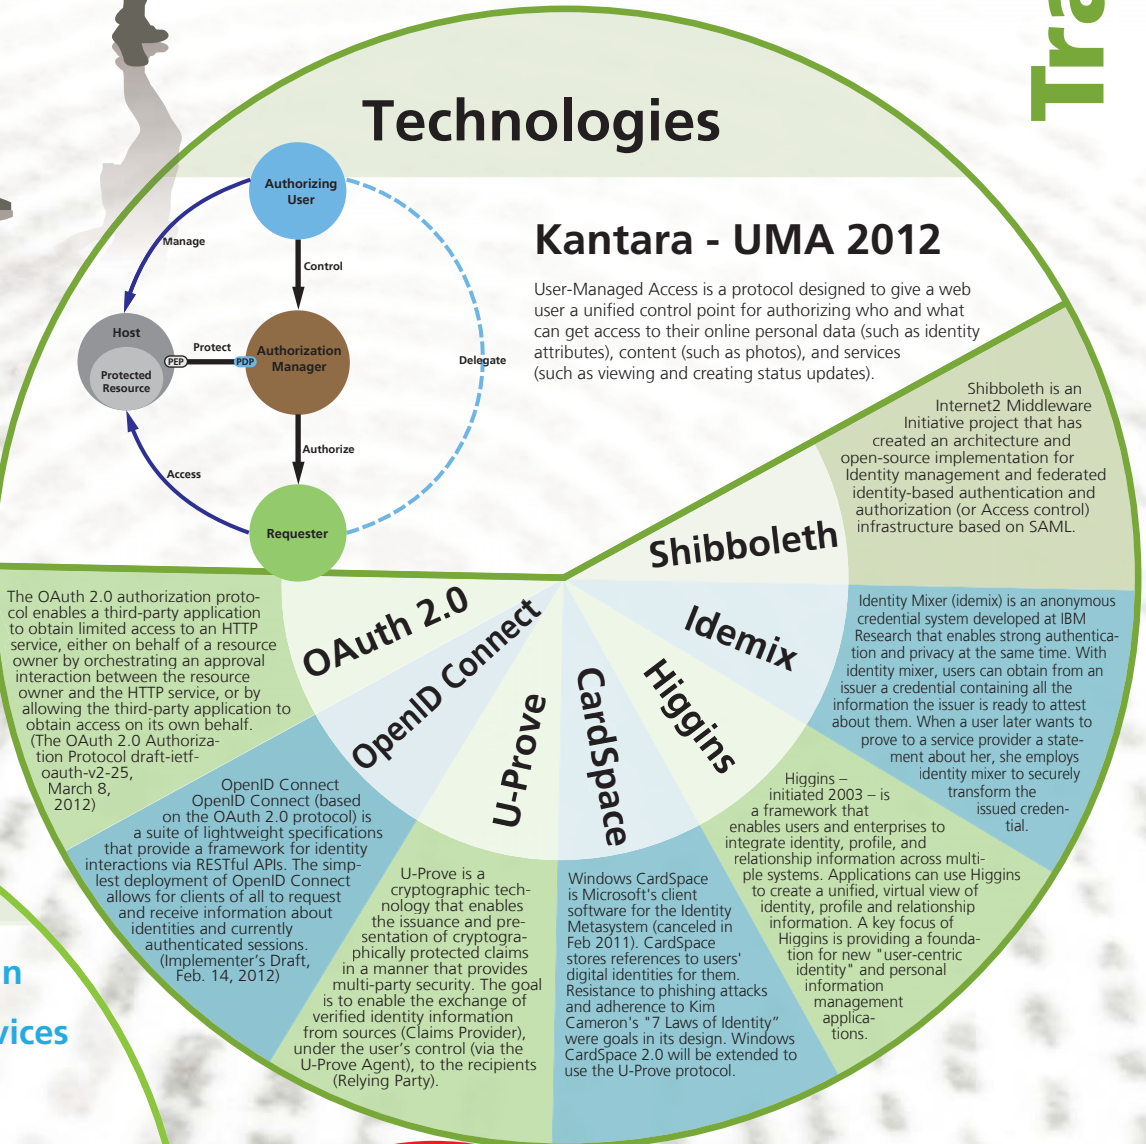 Tra
Technologies
Authorizing
User
Manage
Control
Host
Protected
Resource
PEP
Protect
PDP
Authorization
Manager
Delegate
Authorize
Access
Requester
Kantara - UMA 2012
User-Managed Access is a protocol designed to give a web
user a unified control point for authorizing who and what
can get access to their online personal data (such as identity
attributes), content (such as photos), and services
(such as viewing and creating status updates).
Shibboleth
Shibboleth is an
Internet2 Middleware
Initiative project that has
created an architecture and
open-source implementation for
Identity management and federated
identity-based authentication and
authorization (or Access control)
infrastructure based on SAML.
Idemix
Identity Mixer (idemix) is an anonymous
credential system developed at IBM
Research that enables strong authentica-
tion and privacy at the same time. With
identity mixer, users can obtain from an
issuer a credential containing all the
information the issuer is ready to attest
about them. When a user later wants to
prove to a service provider a state-
ment about her, she employs
identity mixer to securely
transform the
issued creden-
tial.
Higgins
Higgins –
initiated 2003 – is
a framework that
enables users and enterprises to
integrate identity, profile, and
relationship information across multi-
ple systems. Applications can use Higgins
to create a unified, virtual view of
identity, profile and relationship
information. A key focus of
Higgins is providing a founda-
tion for new "user-centric
identity" and personal
information
management
applica-
tions.
CardSpace
Windows CardSpace
is Microsoft's client
software for the Identity
Metasystem (canceled in
Feb 2011). CardSpace
stores references to users'
digital identities for them.
Resistance to phishing attacks
and adherence to Kim
Cameron's "7 Laws of Identity”
were goals in its design. Windows
CardSpace 2.0 will be extended to
use the U-Prove protocol.
U-Prove
U-Prove is a
cryptographic tech-
nology that enables
the issuance and pre-
sentation of cryptogra-
phically protected claims
in a manner that provides
multi-party security. The goal
is to enable the exchange of
verified identity information
from sources (Claims Provider),
under the user’s control (via the
U-Prove Agent), to the recipients
(Relying Party).
OpenID Connect
OpenID Connect
OpenID Connect (based
on the OAuth 2.0 protocol) is
a suite of lightweight specifications
that provide a framework for identity
interactions via RESTful APIs. The simp-
lest deployment of OpenID Connect
allows for clients of all to request
and receive information about
identities and currently
authenticated sessions.
(Implementer’s Draft,
Feb. 14, 2012)
OAuth 2.0
The OAuth 2.0 authorization proto-
col enables a third-party application
to obtain limited access to an HTTP
service, either on behalf of a resource
owner by orchestrating an approval
interaction between the resource
owner and the HTTP service, or by
allowing the third-party application to
obtain access on its own behalf.
(The OAuth 2.0 Authoriza-
tion Protocol draft-ietf-
oauth-v2-25,
March 8,
2012)
n
vices